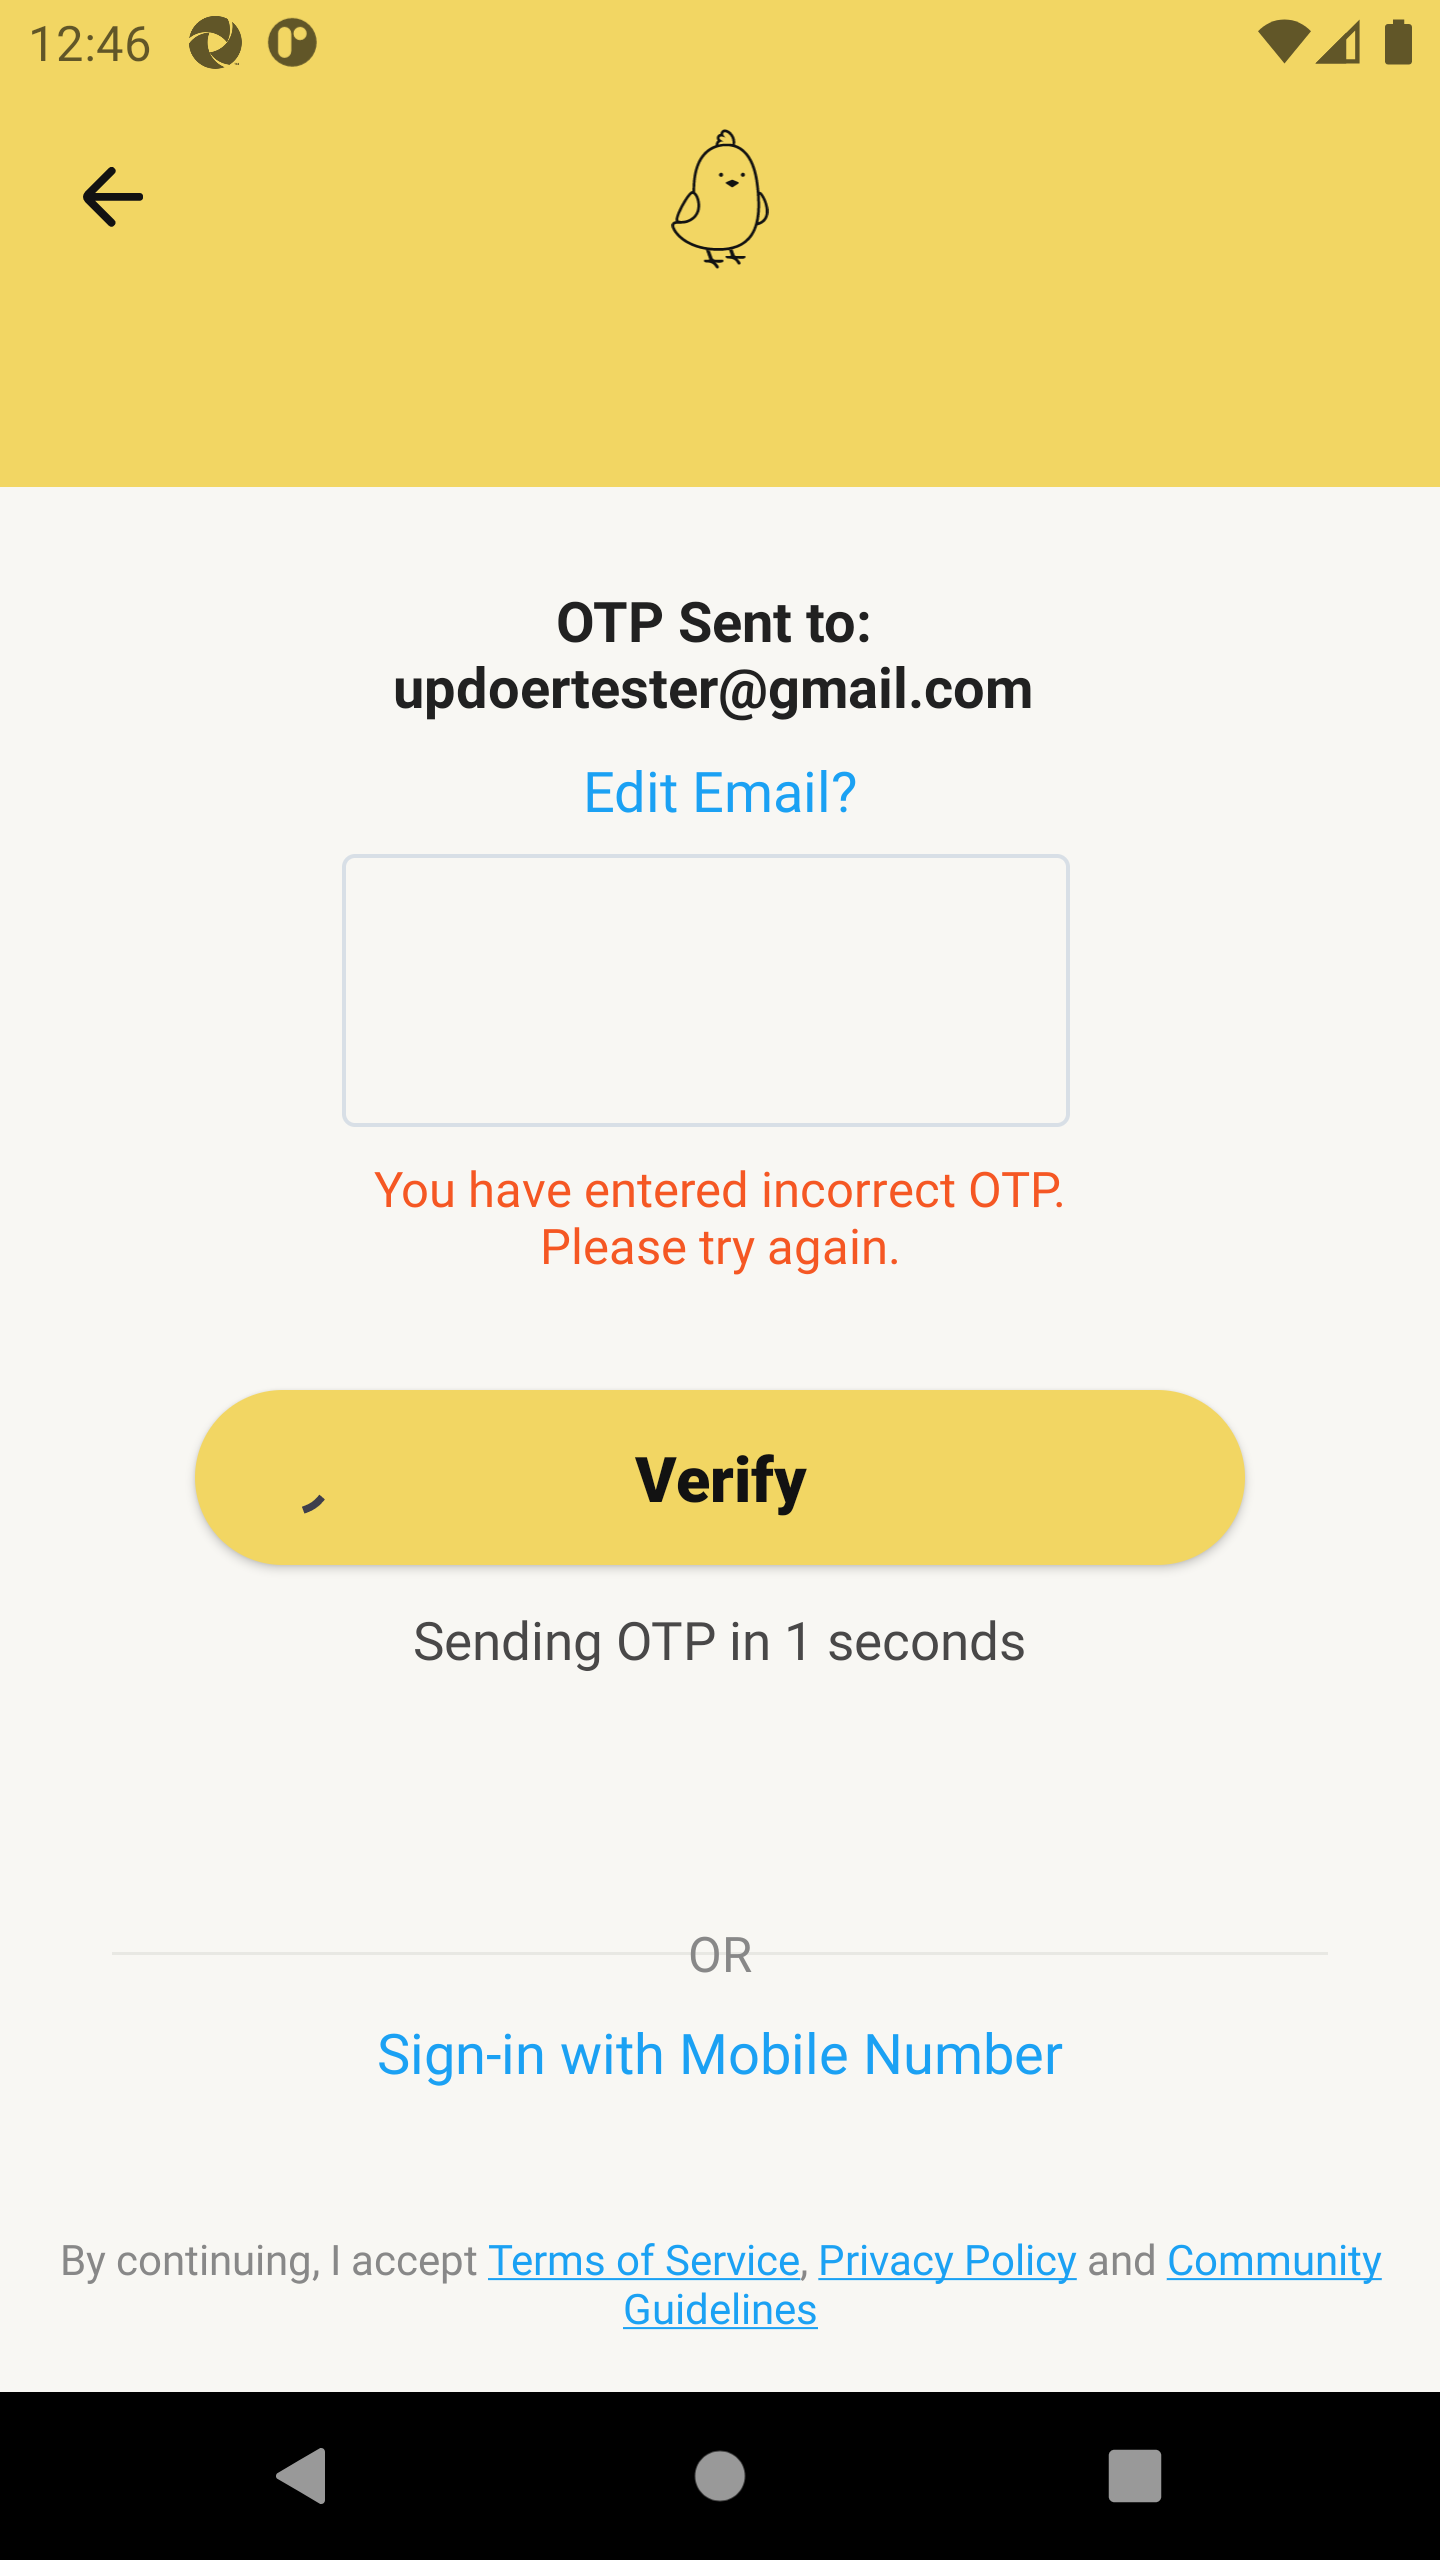 12:46
OTP Sent to:
updoertester@gmail.com
Edit Email?
You have entered incorrect OTP.
Please try again.
Verify
Sending OTP in 1 seconds
OR
Sign-in with Mobile Number
By continuing, I accept Terms of Service, Privacy Policy and Community
Guidelines